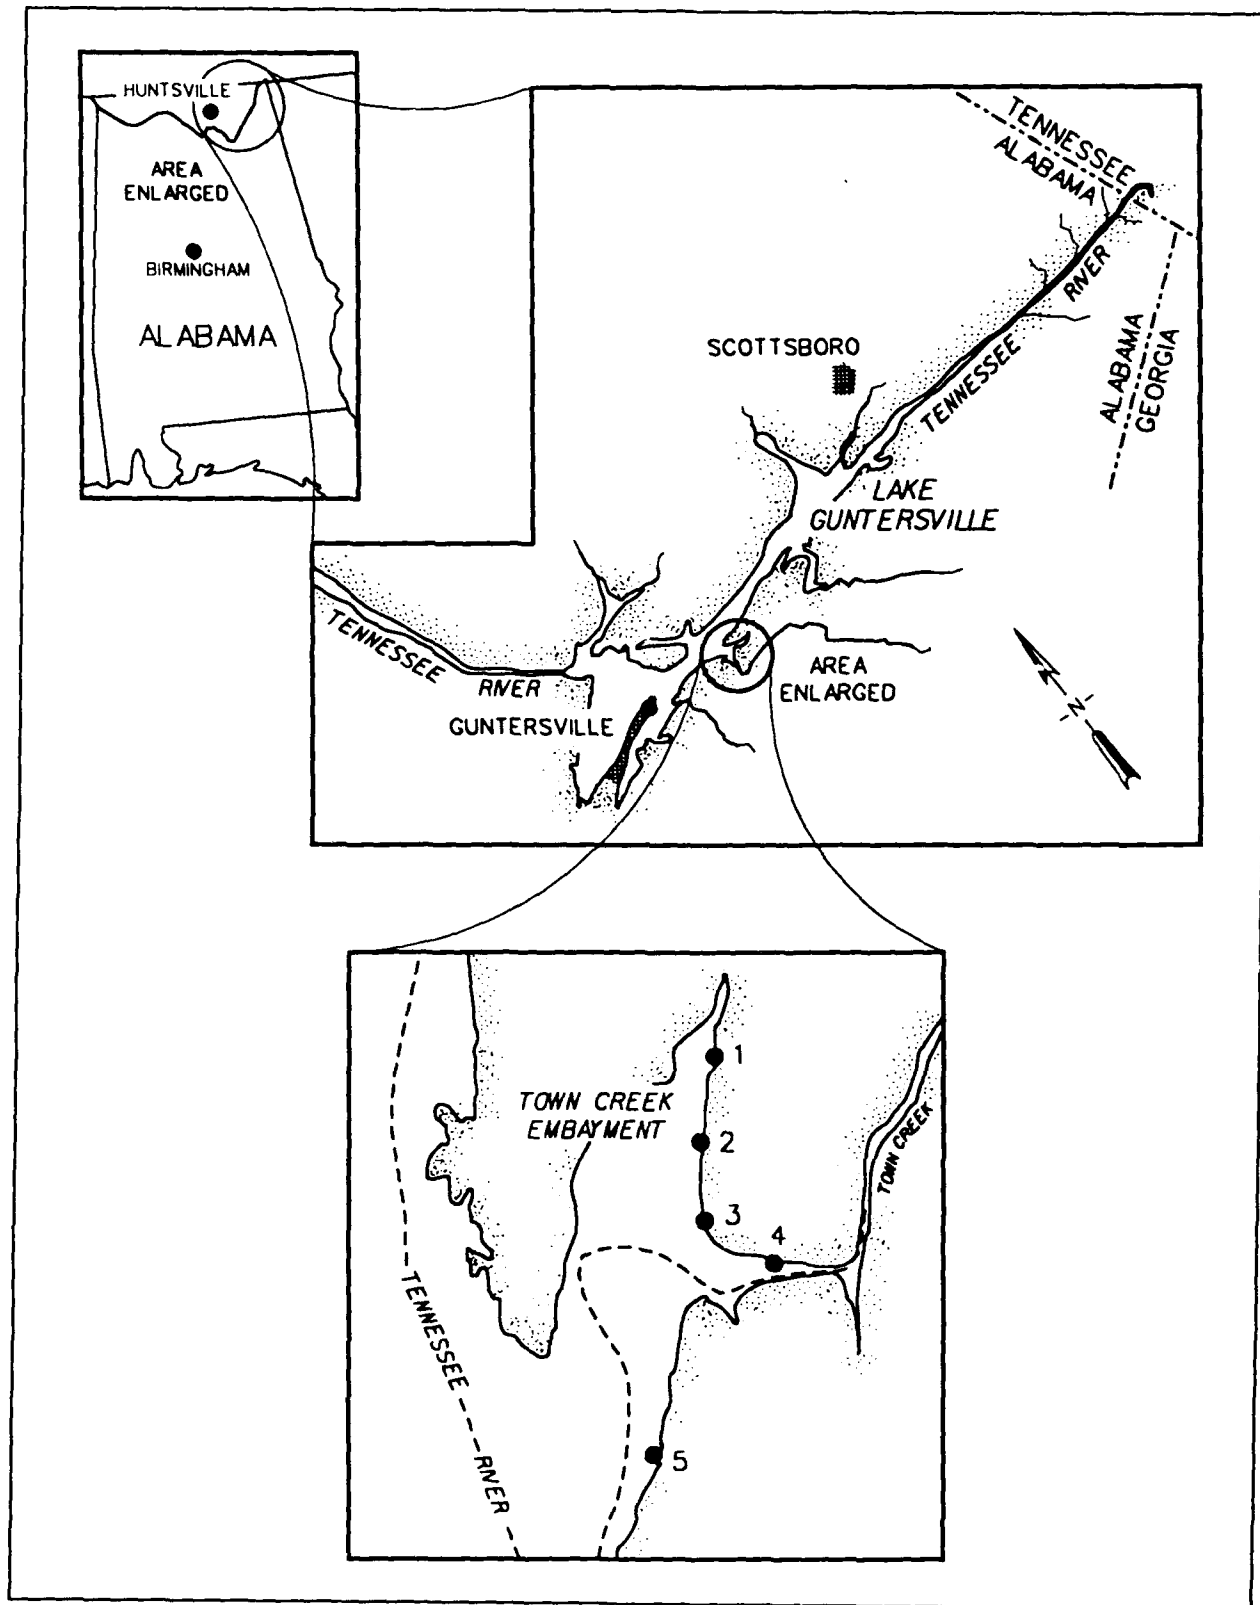 HUNTSVILLE
AREA
ENLARGED
BIRMINGHAM
ALABAMA
TENNESSEE
ALABAMA
TENNESSEE RIVER
ALABAMA
GEORGIA
SCOTTSBORO
LAKE
GUNTERSVILLE
TENNESSEE RIVER
GUNTERSVILLE
AREA
ENLARGED
N
TOWN CREEK
EMBAYMENT
1
2
3
4
5
TOWN CREEK
TENNESSEE RIVER